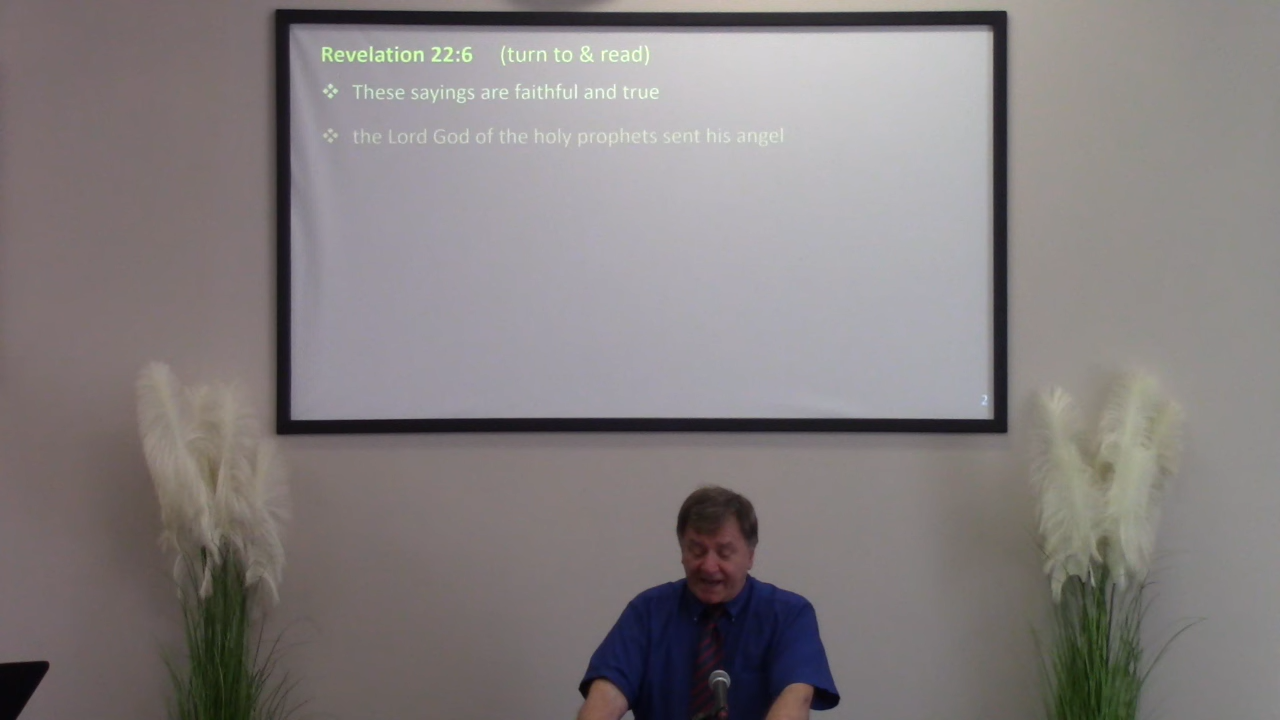 Revelation 22:6 (turn to & read)
❖ These sayings are faithful and true
❖ the Lord God of the holy prophets sent his angel
2